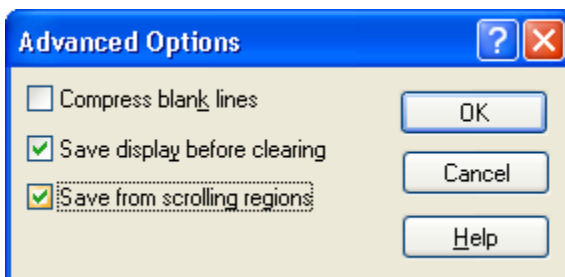 Advanced Options
?
Compress blank lines
OK
Save display before clearing
Cancel
Save from scrolling regions
Help